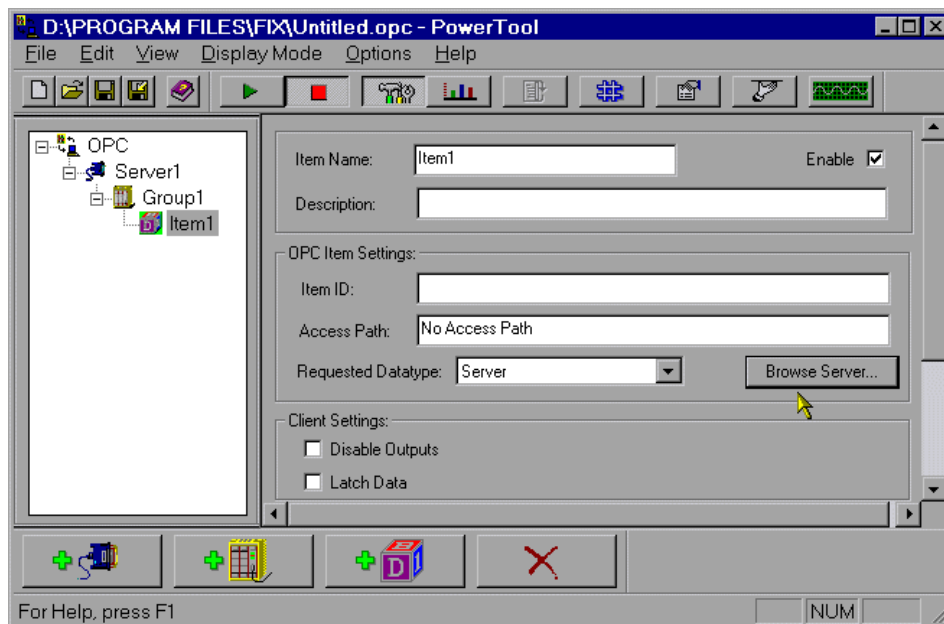 D:\PROGRAM FILES\FIX\Untitled.opc - PowerTool
File Edit View Display Mode Options Help
OPC
Server1
Group1
Item1
Item Name: Item1 Enable
Description:
OPC Item Settings:
Item ID:
Access Path: No Access Path
Requested Datatype: Server Browse Server...
Client Settings:
Disable Outputs
Latch Data
For Help, press F1 NUM